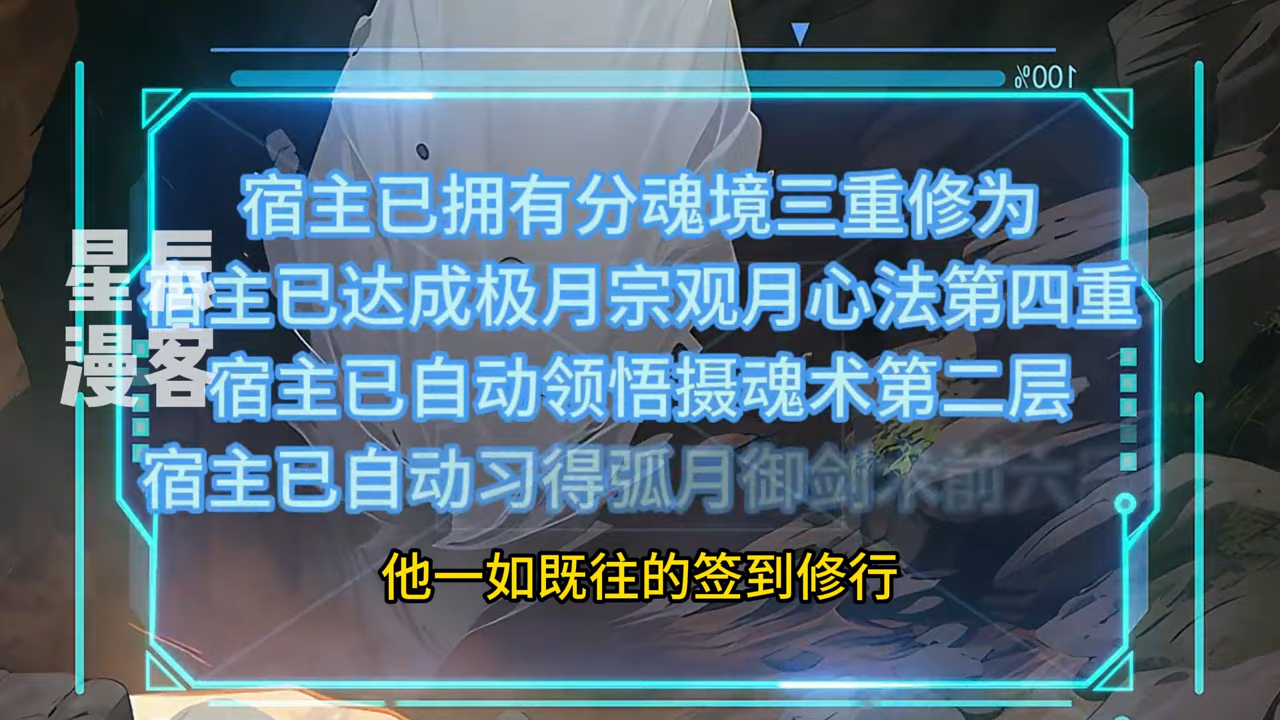 100%
宿主已拥有分魂境三重修为
宿主已达成极月宗观月心法第四重
宿主已自动领悟摄魂术第二层
宿主已自动习得弧月御剑术前六
星辰
漫客
他一如既往的签到修行